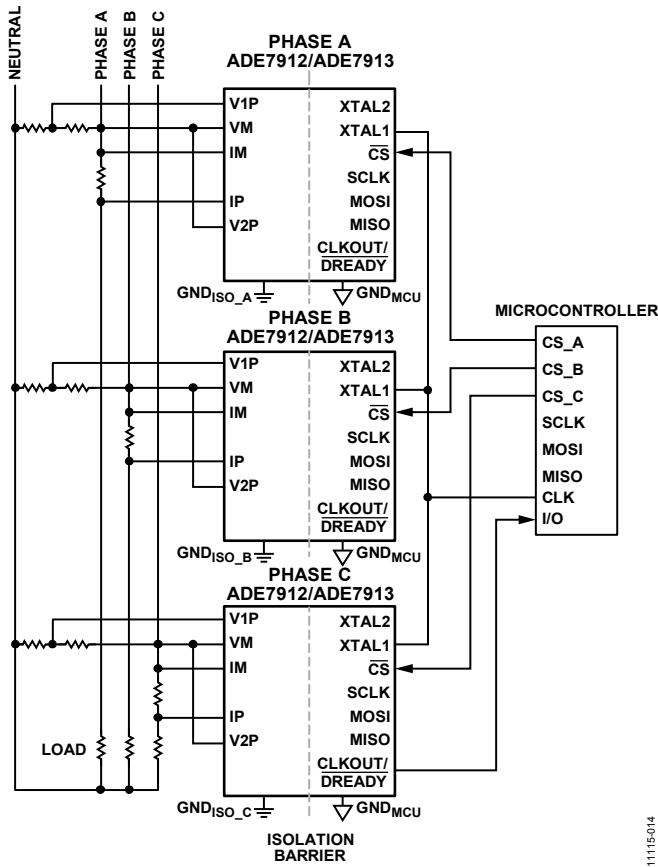 NEUTRAL
PHASE A
PHASE B
PHASE C
PHASE A
ADE7912/ADE7913
V1P
VM
IM
IP
V2P
XTAL2
XTAL1
CS
SCLK
MOSI
MISO
CLKOUT/
DREADY
GNDISO_A
GNDMCU
PHASE B
ADE7912/ADE7913
V1P
VM
IM
IP
V2P
XTAL2
XTAL1
CS
SCLK
MOSI
MISO
CLKOUT/
DREADY
GNDISO_B
GNDMCU
PHASE C
ADE7912/ADE7913
V1P
VM
IM
IP
V2P
XTAL2
XTAL1
CS
SCLK
MOSI
MISO
CLKOUT/
DREADY
LOAD
GNDISO_C
GNDMCU
ISOLATION
BARRIER
MICROCONTROLLER
CS_A
CS_B
CS_C
SCLK
MOSI
MISO
CLK
I/O
11115-014